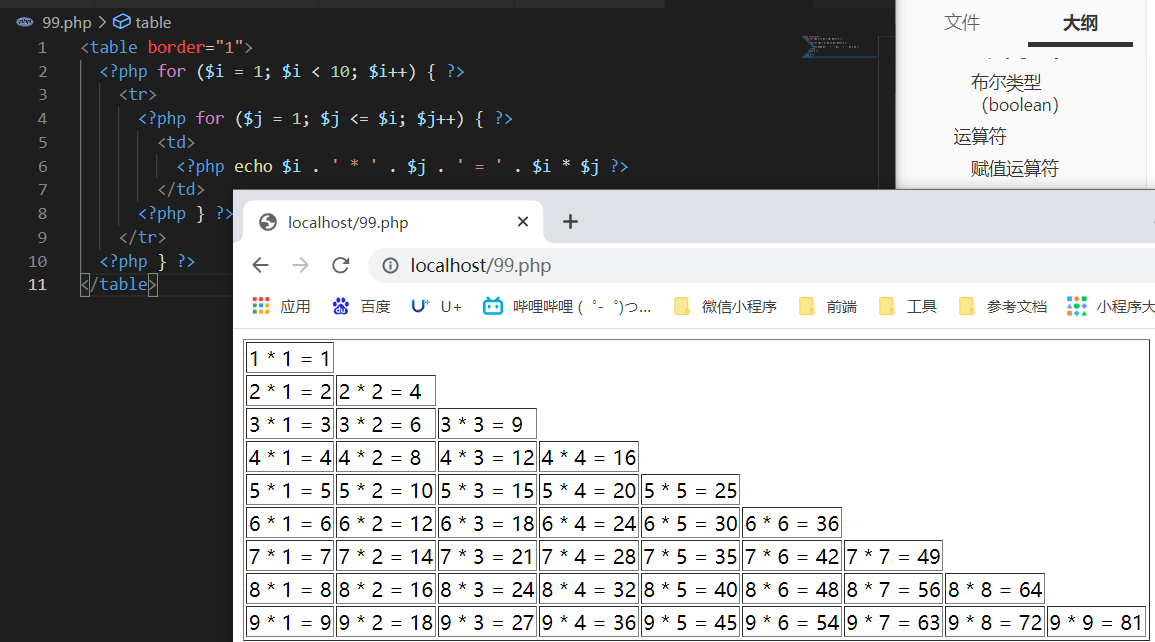 99.php > table
文件
大纲
布尔类型
（boolean）
运算符
赋值运算符
1 <table border="1">
2 <?php for ($i = 1; $i < 10; $i++) { ?>
3 <tr>
4 <?php for ($j = 1; $j <= $i; $j++) { ?>
5 <td>
6 <?php echo $i . ' * ' . $j . ' = ' . $i * $j ?>
7 </td>
8 <?php } ?>
9 </tr>
10 <?php } ?>
11 </table>
localhost/99.php
localhost/99.php
应用 百度 U+ 哔哩哔哩 ( ゜- ゜)つ... 微信小程序 前端 工具 参考文档 小程序大
1 * 1 = 1
2 * 1 = 2 2 * 2 = 4
3 * 1 = 3 3 * 2 = 6 3 * 3 = 9
4 * 1 = 4 4 * 2 = 8 4 * 3 = 12 4 * 4 = 16
5 * 1 = 5 5 * 2 = 10 5 * 3 = 15 5 * 4 = 20 5 * 5 = 25
6 * 1 = 6 6 * 2 = 12 6 * 3 = 18 6 * 4 = 24 6 * 5 = 30 6 * 6 = 36
7 * 1 = 7 7 * 2 = 14 7 * 3 = 21 7 * 4 = 28 7 * 5 = 35 7 * 6 = 42 7 * 7 = 49
8 * 1 = 8 8 * 2 = 16 8 * 3 = 24 8 * 4 = 32 8 * 5 = 40 8 * 6 = 48 8 * 7 = 56 8 * 8 = 64
9 * 1 = 9 9 * 2 = 18 9 * 3 = 27 9 * 4 = 36 9 * 5 = 45 9 * 6 = 54 9 * 7 = 63 9 * 8 = 72 9 * 9 = 81